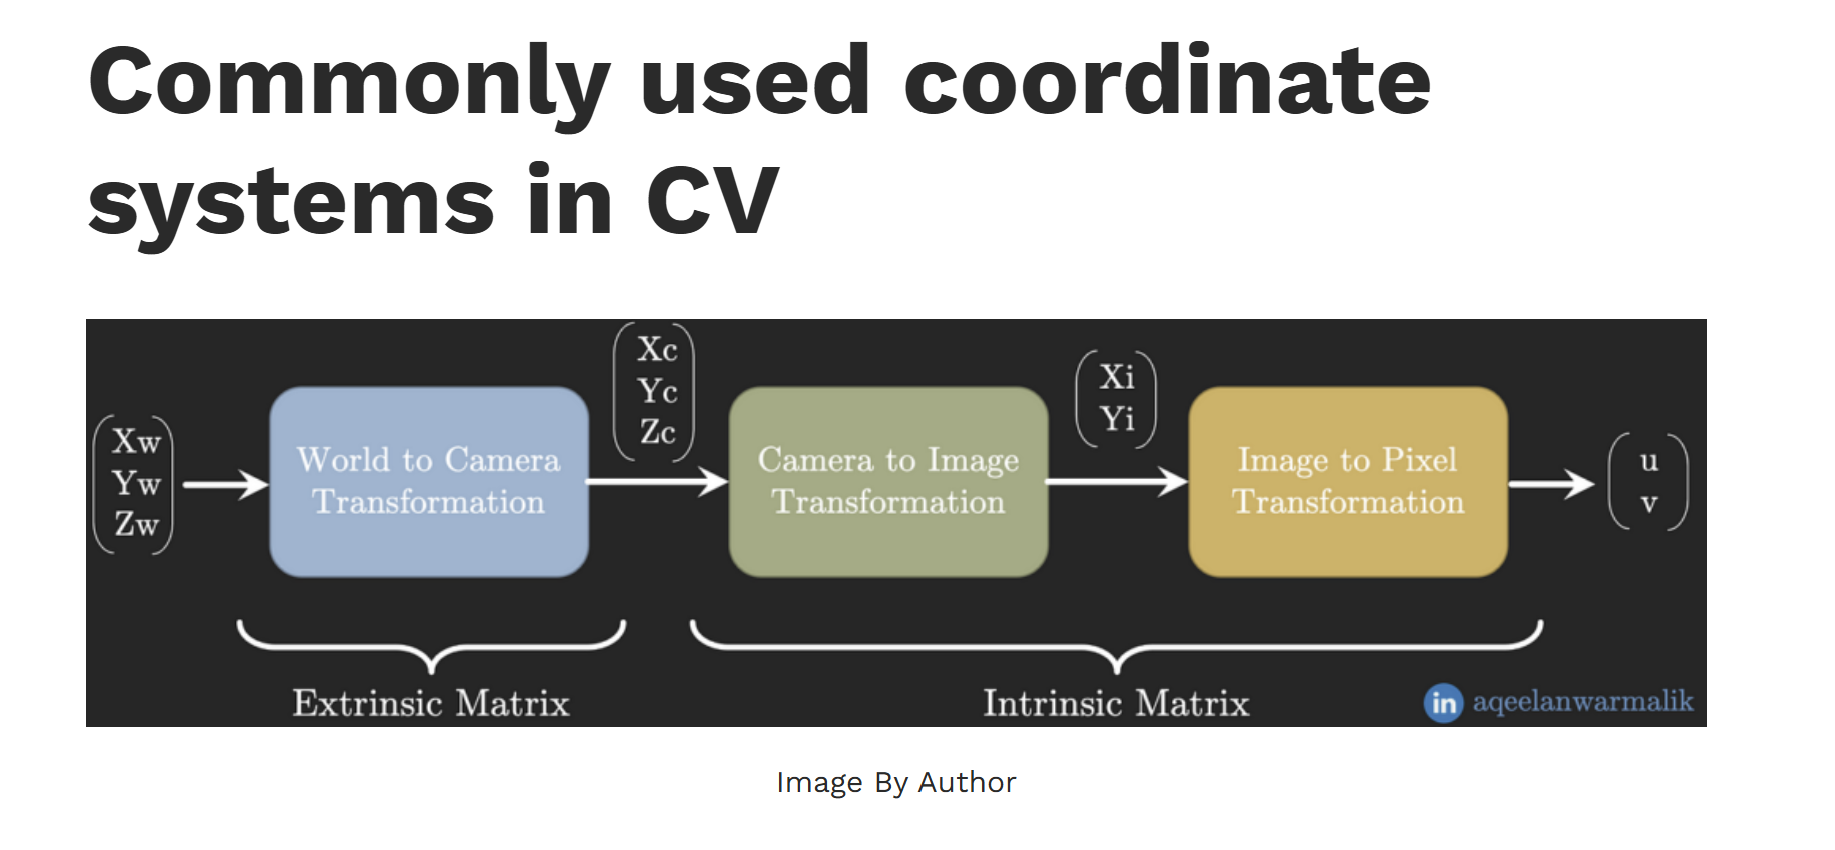 Commonly used coordinate
systems in CV
Xw
Yw
Zw
World to Camera
Transformation
Xc
Yc
Zc
Camera to Image
Transformation
Xi
Yi
Image to Pixel
Transformation
u
v
Extrinsic Matrix
Intrinsic Matrix
in aqeelanwarmalik
Image By Author